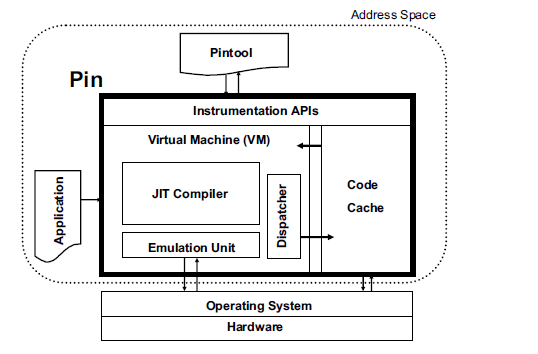 Address Space
Pintool
Pin
Instrumentation APIs
Virtual Machine (VM)
JIT Compiler
Emulation Unit
Dispatcher
Code
Cache
Application
Operating System
Hardware